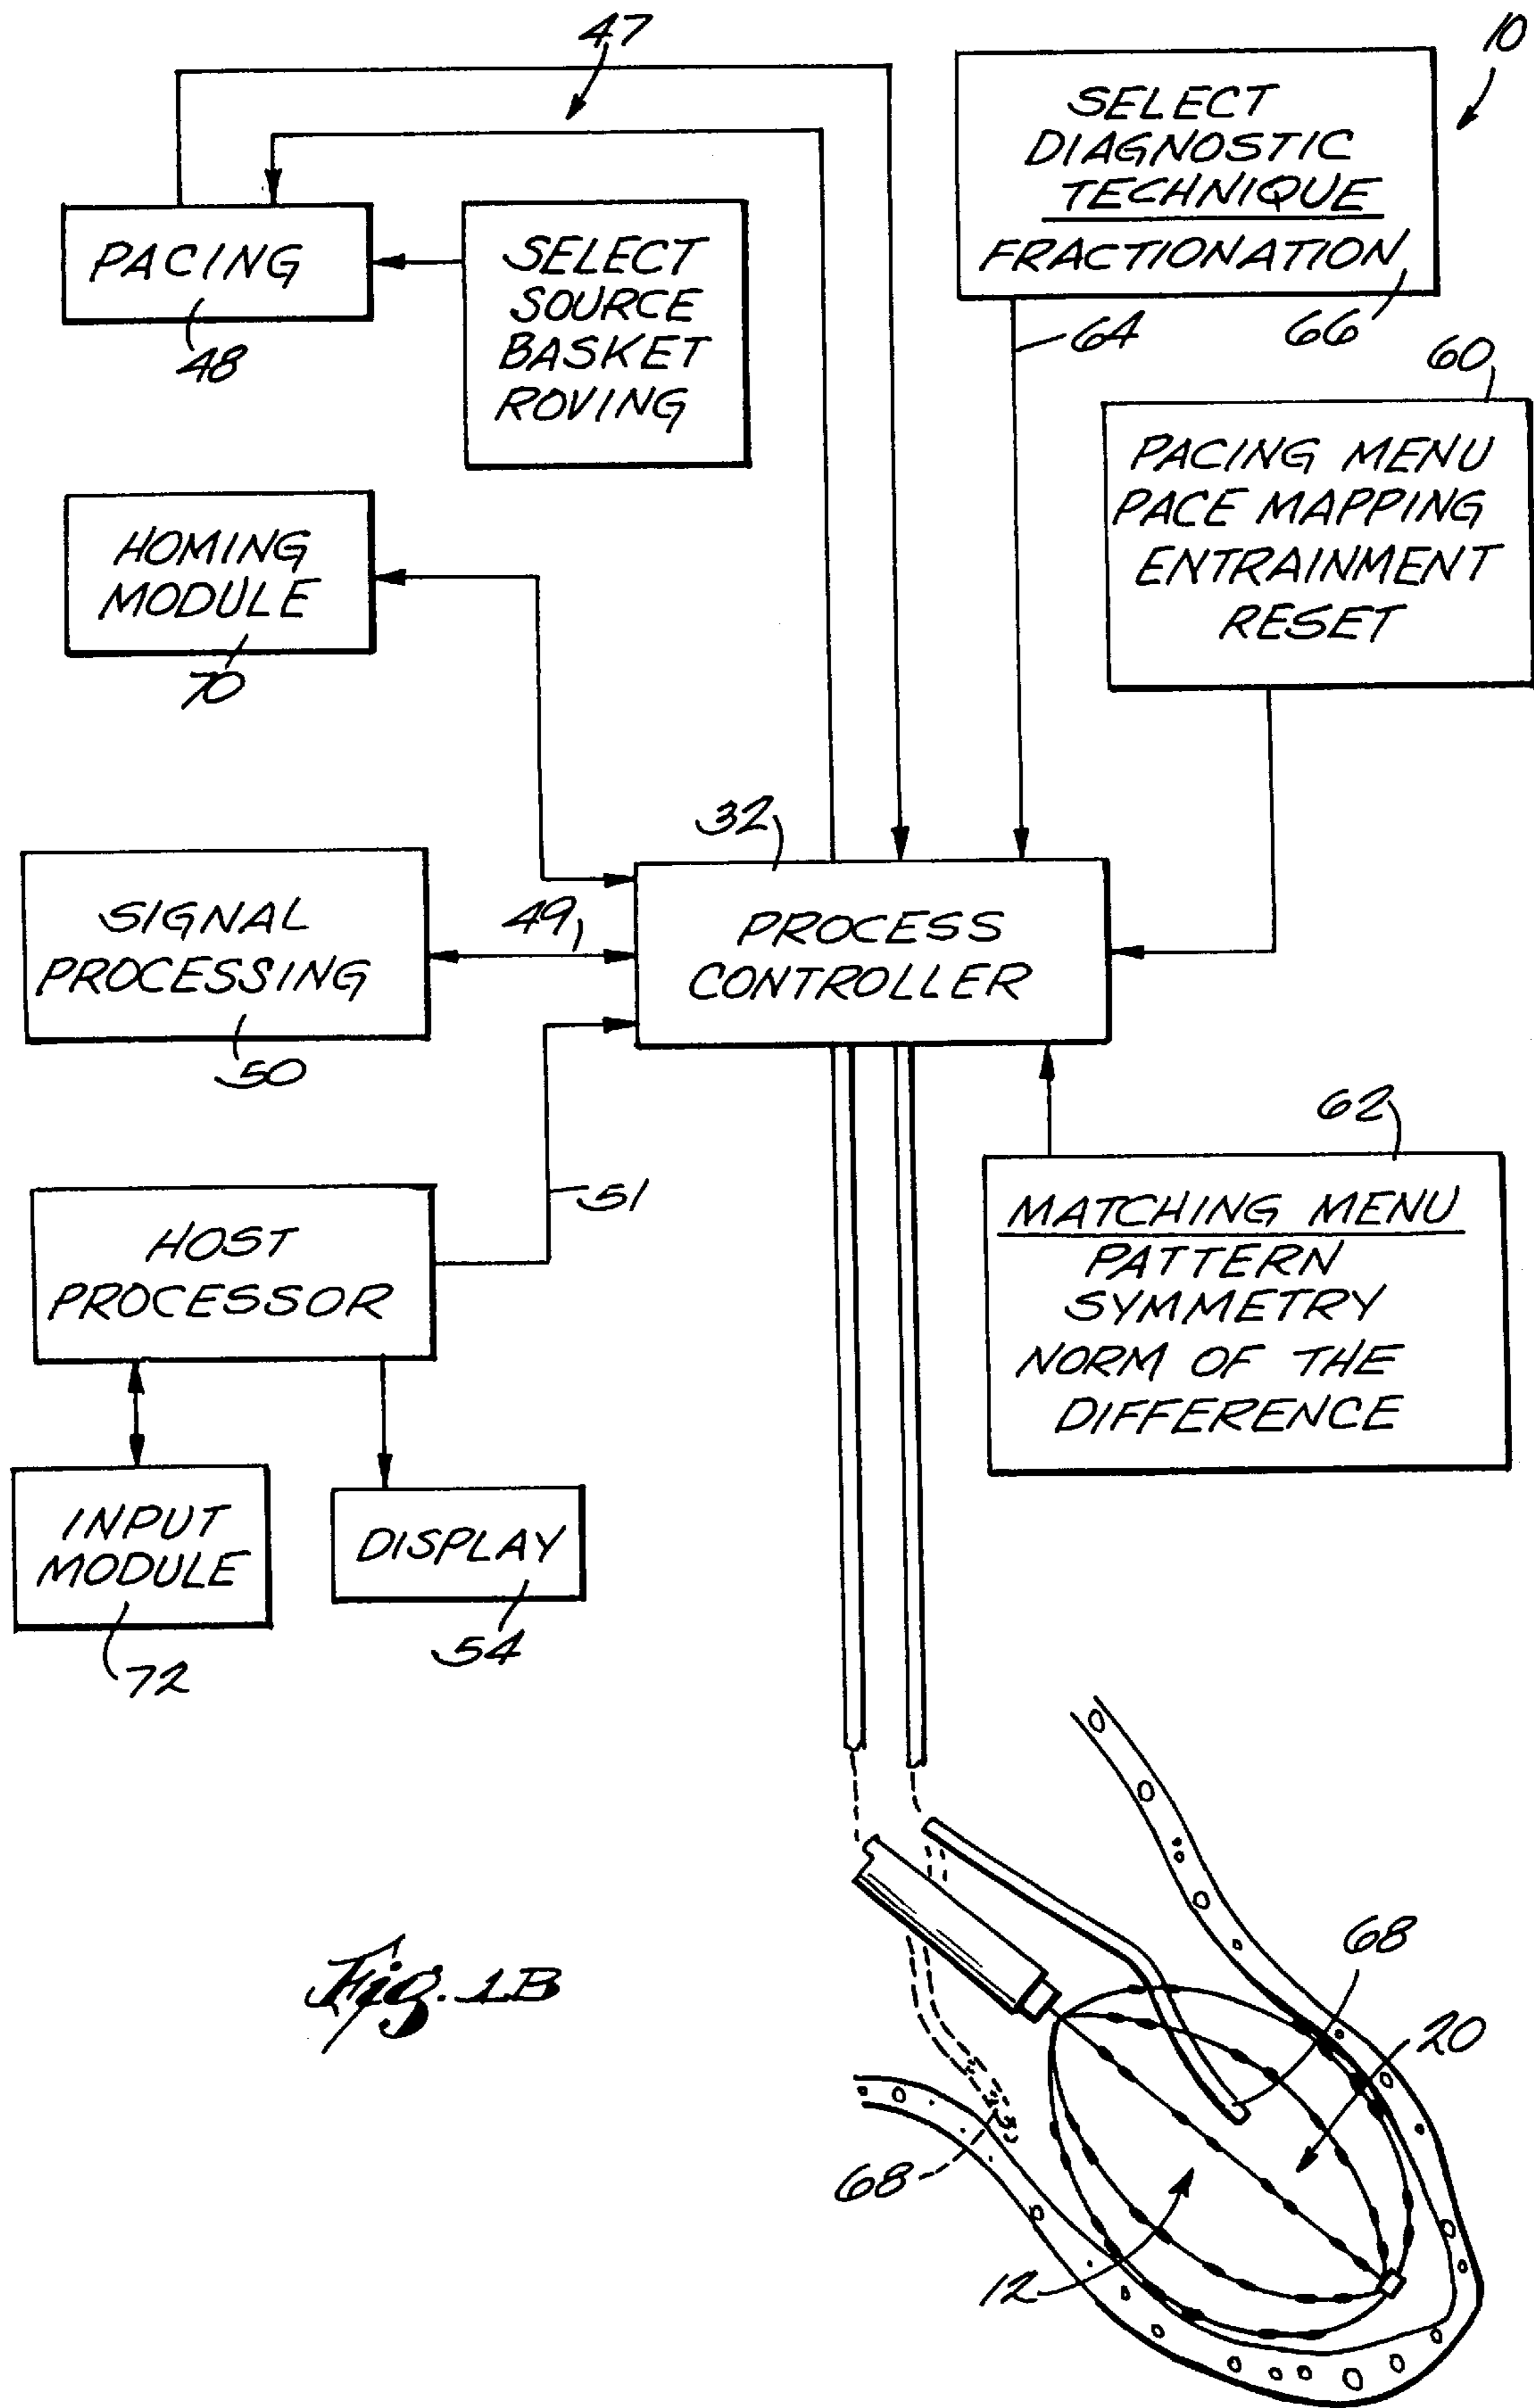 47
10
SELECT
DIAGNOSTIC
TECHNIQUE
FRACTIONATION
66
64
PACING
48
SELECT
SOURCE
BASKET
ROVING
60
PACING MENU
PACE MAPPING
ENTRAINMENT
RESET
HOMING
MODULE
70
32
PROCESS
CONTROLLER
SIGNAL
PROCESSING
50
49
51
HOST
PROCESSOR
62
MATCHING MENU
PATTERN
SYMMETRY
NORM OF THE
DIFFERENCE
INPUT
MODULE
72
DISPLAY
54
Fig. 1B
68
20
68
12